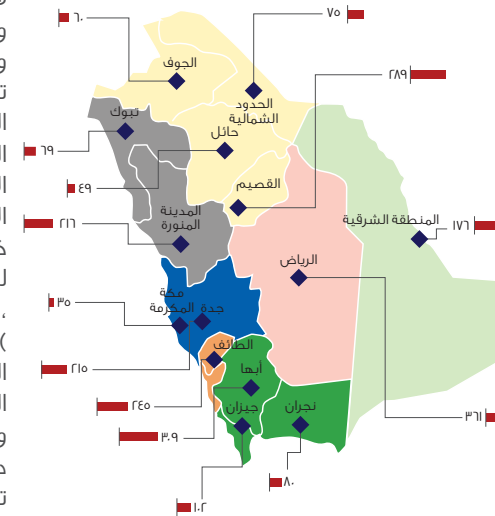 ٦٠
٧٥
الجوف
٢٨٩
الحدود
الشمالية
تبوك
حائل
٦٩
٤٩
القصيم
المدينة
المنورة
٢١٦
المنطقة الشرقية
١٧٦
الرياض
مكة
المكرمة
جدة
٣٥
الطائف
٢١٥
أبها
٢٤٥
جيزان
نجران
٣٦١
٣٠٩
٨٠
١٠٢